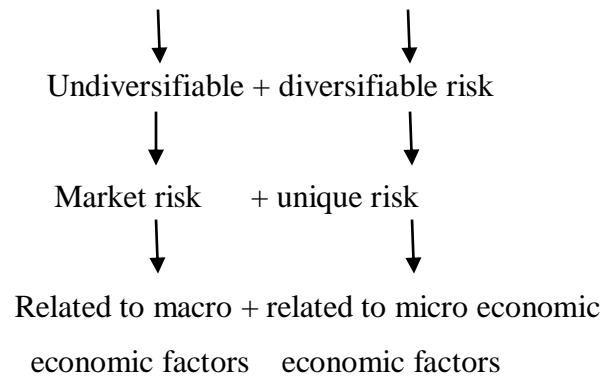 Undiversifiable + diversifiable risk
Market risk + unique risk
Related to macro + related to micro economic
economic factors economic factors